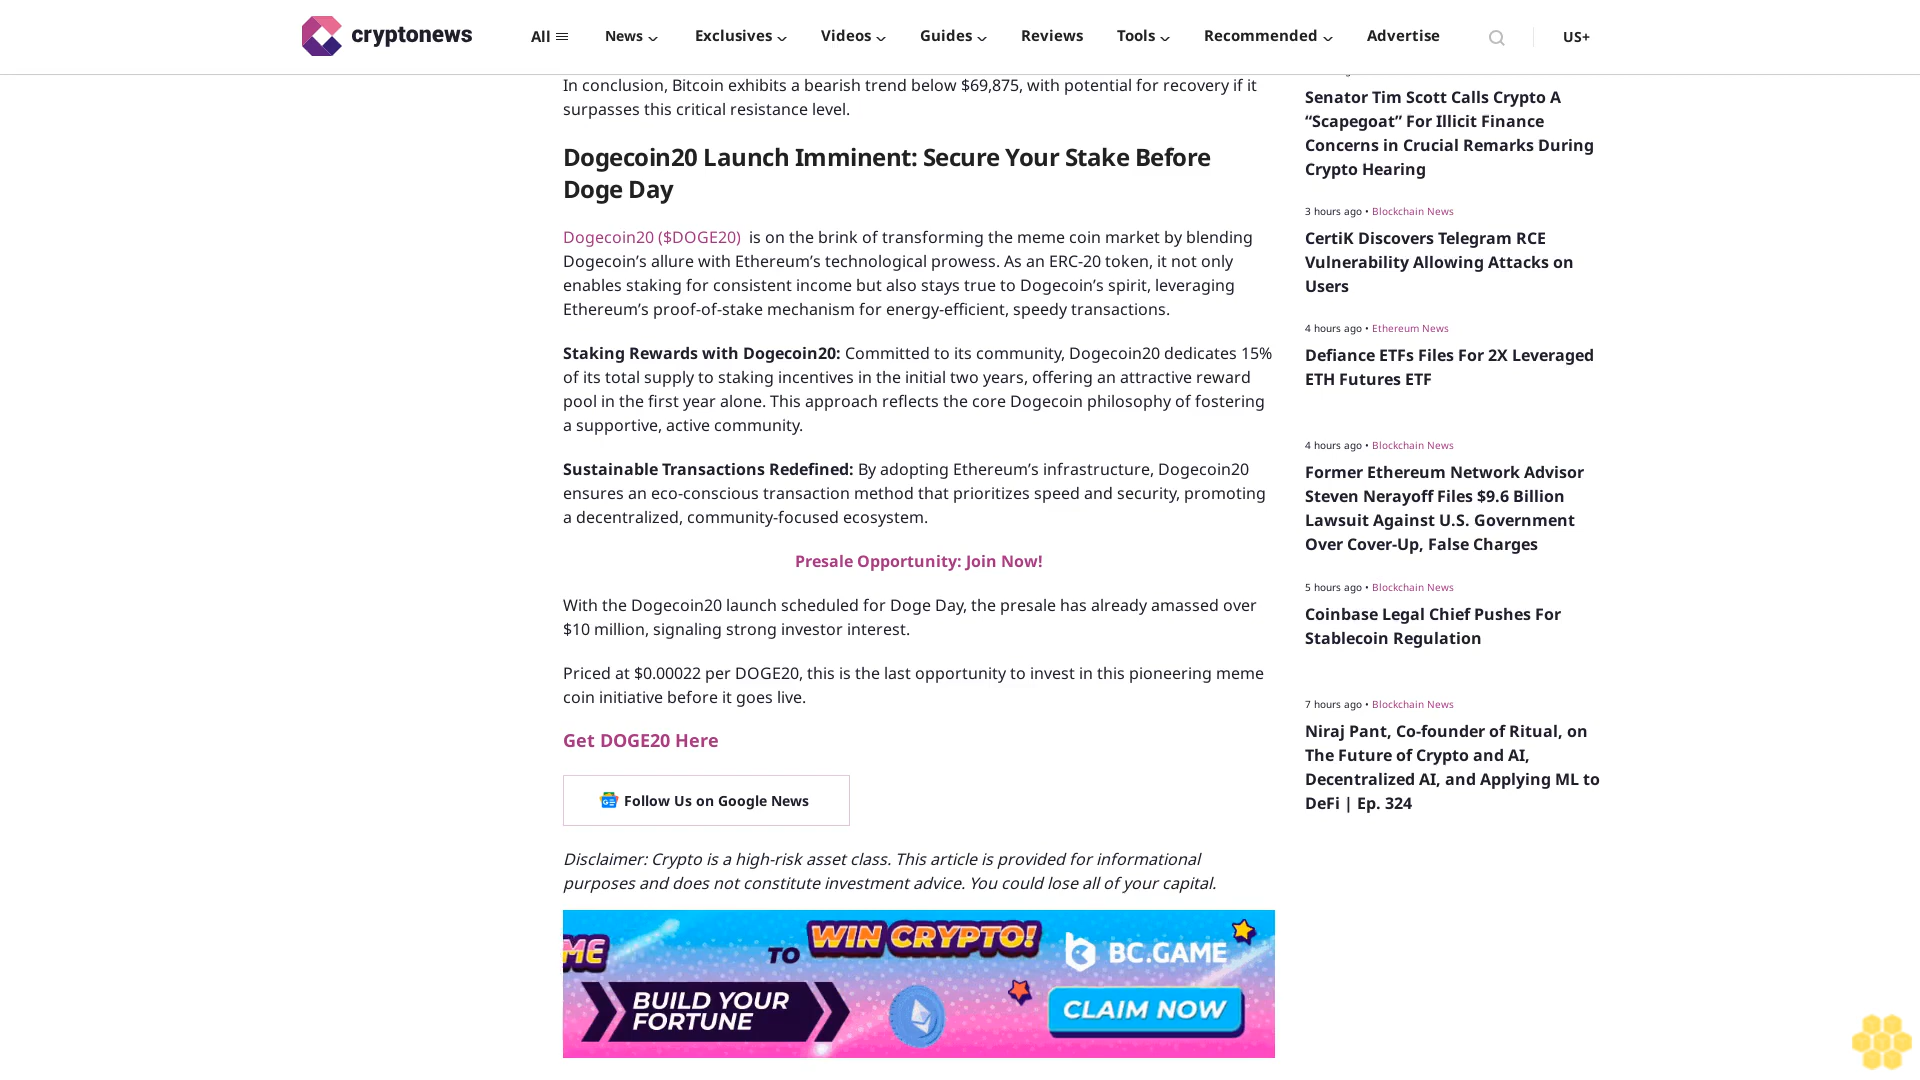 cryptonews
All
News
Exclusives
Videos
Guides
Reviews
Tools
Recommended
Advertise
US+
In conclusion, Bitcoin exhibits a bearish trend below $69,875, with potential for recovery if it
surpasses this critical resistance level.
Dogecoin20 Launch Imminent: Secure Your Stake Before
Doge Day
Dogecoin20 ($DOGE20) is on the brink of transforming the meme coin market by blending
Dogecoin’s allure with Ethereum’s technological prowess. As an ERC-20 token, it not only
enables staking for consistent income but also stays true to Dogecoin’s spirit, leveraging
Ethereum’s proof-of-stake mechanism for energy-efficient, speedy transactions.
Staking Rewards with Dogecoin20: Committed to its community, Dogecoin20 dedicates 15%
of its total supply to staking incentives in the initial two years, offering an attractive reward
pool in the first year alone. This approach reflects the core Dogecoin philosophy of fostering
a supportive, active community.
Sustainable Transactions Redefined: By adopting Ethereum’s infrastructure, Dogecoin20
ensures an eco-conscious transaction method that prioritizes speed and security, promoting
a decentralized, community-focused ecosystem.
Presale Opportunity: Join Now!
With the Dogecoin20 launch scheduled for Doge Day, the presale has already amassed over
$10 million, signaling strong investor interest.
Priced at $0.00022 per DOGE20, this is the last opportunity to invest in this pioneering meme
coin initiative before it goes live.
Get DOGE20 Here
Follow Us on Google News
Disclaimer: Crypto is a high-risk asset class. This article is provided for informational
purposes and does not constitute investment advice. You could lose all of your capital.
ME
TO
WIN CRYPTO!
BC.GAME
BUILD YOUR
FORTUNE
CLAIM NOW
Senator Tim Scott Calls Crypto A
“Scapegoat” For Illicit Finance
Concerns in Crucial Remarks During
Crypto Hearing
3 hours ago • Blockchain News
CertiK Discovers Telegram RCE
Vulnerability Allowing Attacks on
Users
4 hours ago • Ethereum News
Defiance ETFs Files For 2X Leveraged
ETH Futures ETF
4 hours ago • Blockchain News
Former Ethereum Network Advisor
Steven Nerayoff Files $9.6 Billion
Lawsuit Against U.S. Government
Over Cover-Up, False Charges
5 hours ago • Blockchain News
Coinbase Legal Chief Pushes For
Stablecoin Regulation
7 hours ago • Blockchain News
Niraj Pant, Co-founder of Ritual, on
The Future of Crypto and AI,
Decentralized AI, and Applying ML to
DeFi | Ep. 324